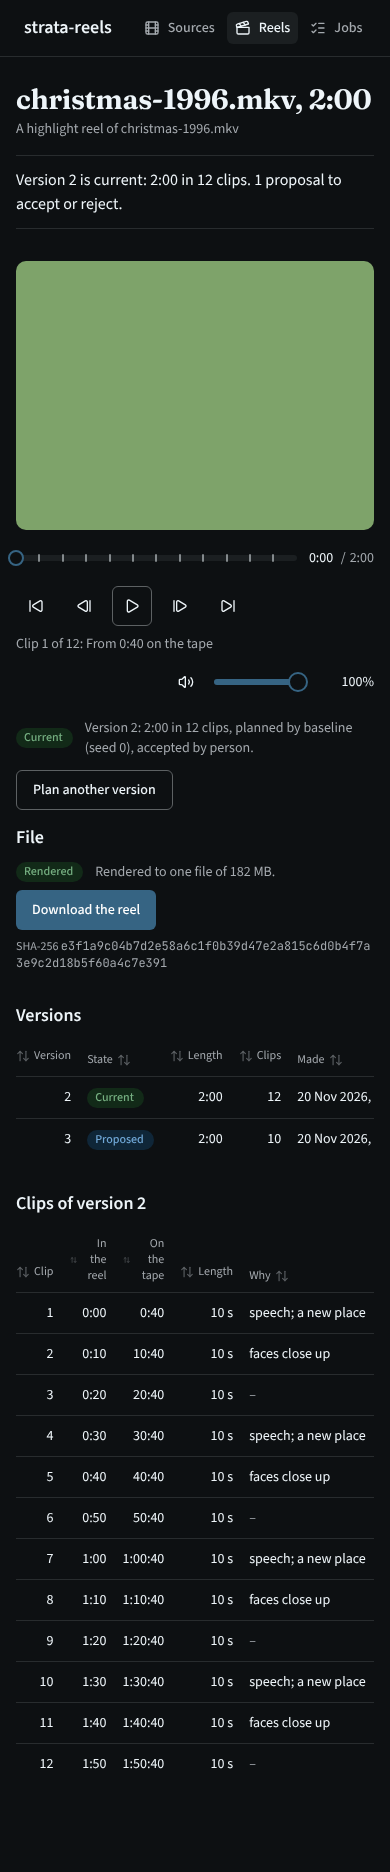 strata-reels Sources Reels Jobs
christmas-1996.mkv, 2:00
A highlight reel of christmas-1996.mkv
Version 2 is current: 2:00 in 12 clips. 1 proposal to
accept or reject.
0:00 / 2:00
Clip 1 of 12: From 0:40 on the tape
100%
Current Version 2: 2:00 in 12 clips, planned by baseline
(seed 0), accepted by person.
Plan another version
File
Rendered Rendered to one file of 182 MB.
Download the reel
SHA-256 e3f1a9c04b7d2e58a6c1f0b39d47e2a815c6d0b4f7a
3e9c2d18b5f60a4c7e391
Versions
Version State Length Clips Made
2 Current 2:00 12 20 Nov 2026,
3 Proposed 2:00 10 20 Nov 2026,
Clips of version 2
Clip In the reel On the tape Length Why
1 0:00 0:40 10 s speech; a new place
2 0:10 10:40 10 s faces close up
3 0:20 20:40 10 s –
4 0:30 30:40 10 s speech; a new place
5 0:40 40:40 10 s faces close up
6 0:50 50:40 10 s –
7 1:00 1:00:40 10 s speech; a new place
8 1:10 1:10:40 10 s faces close up
9 1:20 1:20:40 10 s –
10 1:30 1:30:40 10 s speech; a new place
11 1:40 1:40:40 10 s faces close up
12 1:50 1:50:40 10 s –